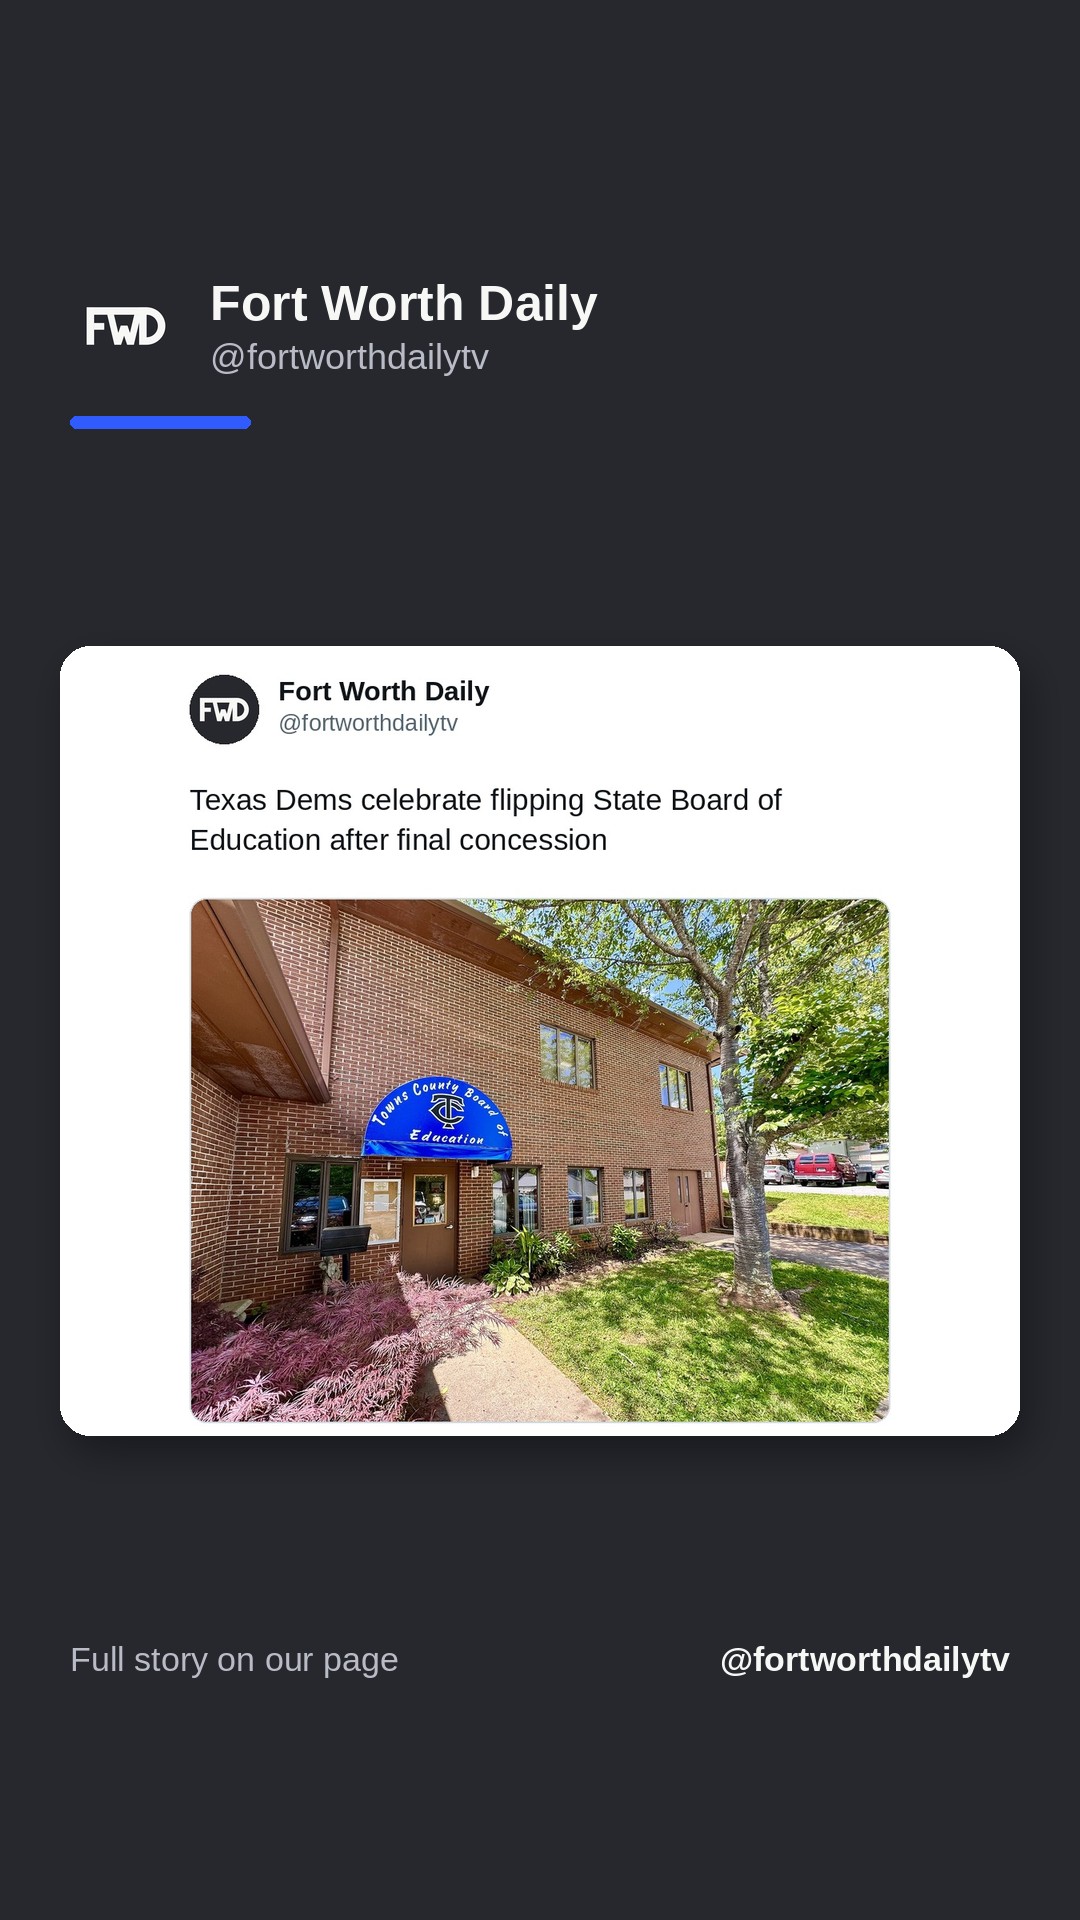 FWD
Fort Worth Daily
@fortworthdailytv
FWD
Fort Worth Daily
@fortworthdailytv
Texas Dems celebrate flipping State Board of
Education after final concession
Towns County Board of
TC
Education
Full story on our page
@fortworthdailytv